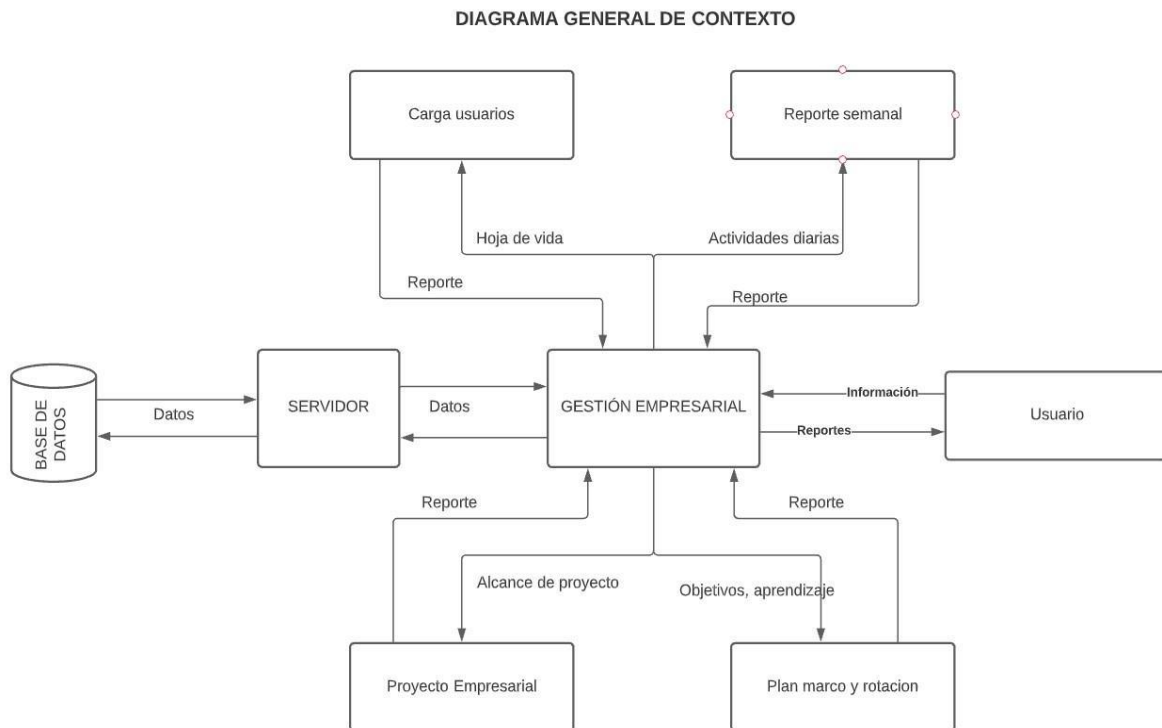 DIAGRAMA GENERAL DE CONTEXTO
Carga usuarios
Reporte semanal
Hoja de vida
Actividades diarias
Reporte
Reporte
BASE DE
DATOS
Datos
SERVIDOR
Datos
GESTIÓN EMPRESARIAL
Información
Reportes
Usuario
Reporte
Reporte
Alcance de proyecto
Objetivos, aprendizaje
Proyecto Empresarial
Plan marco y rotacion